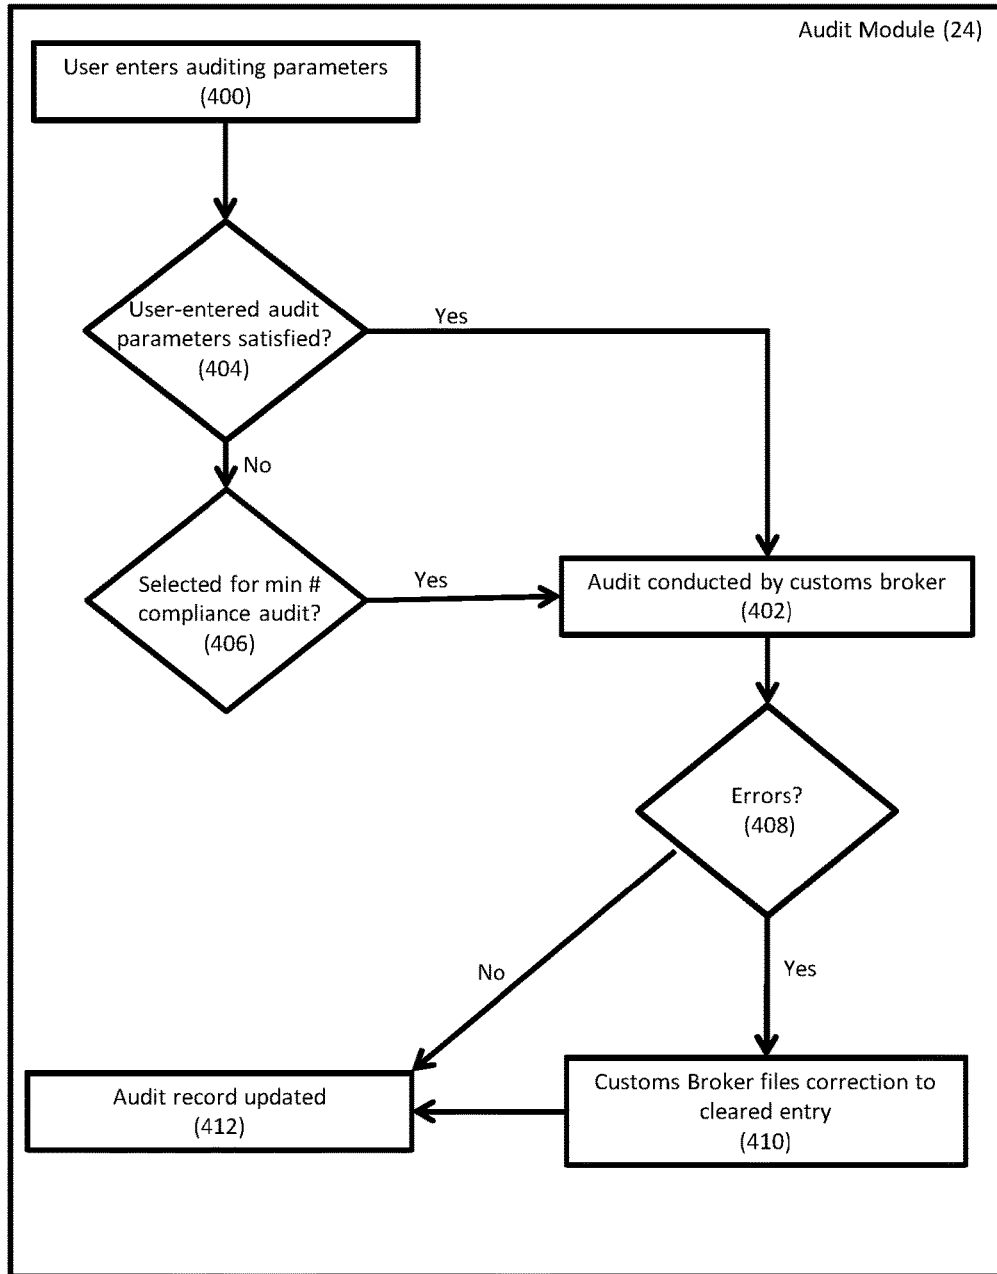 Audit Module (24)
User enters auditing parameters
(400)
User-entered audit
parameters satisfied?
(404)
Yes
No
Selected for min #
compliance audit?
(406)
Yes
Audit conducted by customs broker
(402)
Errors?
(408)
No
Yes
Audit record updated
(412)
Customs Broker files correction to
cleared entry
(410)